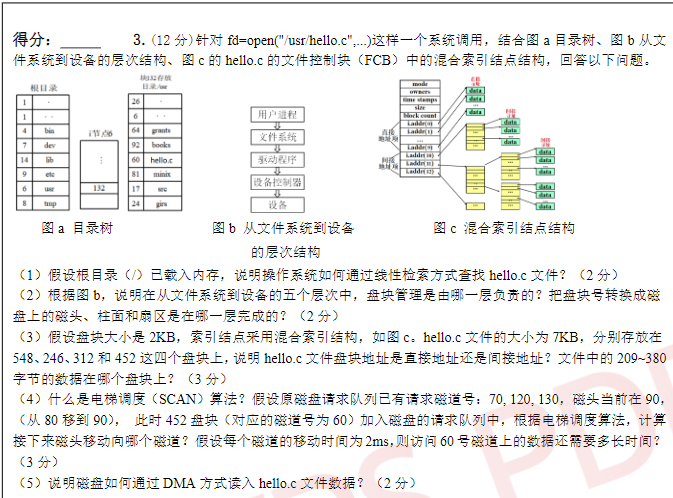 得分：_____ 3.(12分)针对 fd=open("/usr/hello.c",...)这样一个系统调用，结合图 a 目录树、图 b 从文
件系统到设备的层次结构、图 c 的 hello.c 的文件控制块（FCB）中的混合索引结点结构，回答以下问题。
根目录
1 .
1 ..
4 bin
7 dev
14 lib
9 etc
6 usr
8 tmp
i节点6
⋮
132
块132存放
目录/usr
26 .
6 ..
64 grants
92 books
60 hello.c
81 minix
17 src
24 girs
用户进程
文件系统
驱动程序
设备控制器
设备
mode
owners
time stamps
size
block count
i.addr(0)
i.addr(1)
...
i.addr(9)
i.addr(10)
i.addr(11)
i.addr(12)
直接
地址项
间接
地址项
data
data
...
data
data
data
data
data
data
data
图 a 目录树
图 b 从文件系统到设备
的层次结构
图 c 混合索引结点结构
（1）假设根目录（/）已载入内存，说明操作系统如何通过线性检索方式查找 hello.c 文件？（2 分）
（2）根据图 b，说明在从文件系统到设备的五个层次中，盘块管理是由哪一层负责的？把盘块号转换成磁
盘上的磁头、柱面和扇区是在哪一层完成的？（2 分）
（3）假设盘块大小是 2KB，索引结点采用混合索引结构，如图 c。hello.c 文件的大小为 7KB，分别存放在
548、246、312 和 452 这四个盘块上，说明 hello.c 文件盘块地址是直接地址还是间接地址？文件中的 209~380
字节的数据在哪个盘块上？（3 分）
（4）什么是电梯调度（SCAN）算法？假设原磁盘请求队列已有请求磁道号：70, 120, 130，磁头当前在 90,
（从 80 移到 90）， 此时 452 盘块（对应的磁道号为 60）加入磁盘的请求队列中，根据电梯调度算法，计算
接下来磁头移动向哪个磁道？假设每个磁道的移动时间为 2ms,则访问 60 号磁道上的数据还需要多长时间？
（3 分）
（5）说明磁盘如何通过 DMA 方式读入 hello.c 文件数据？（2 分）